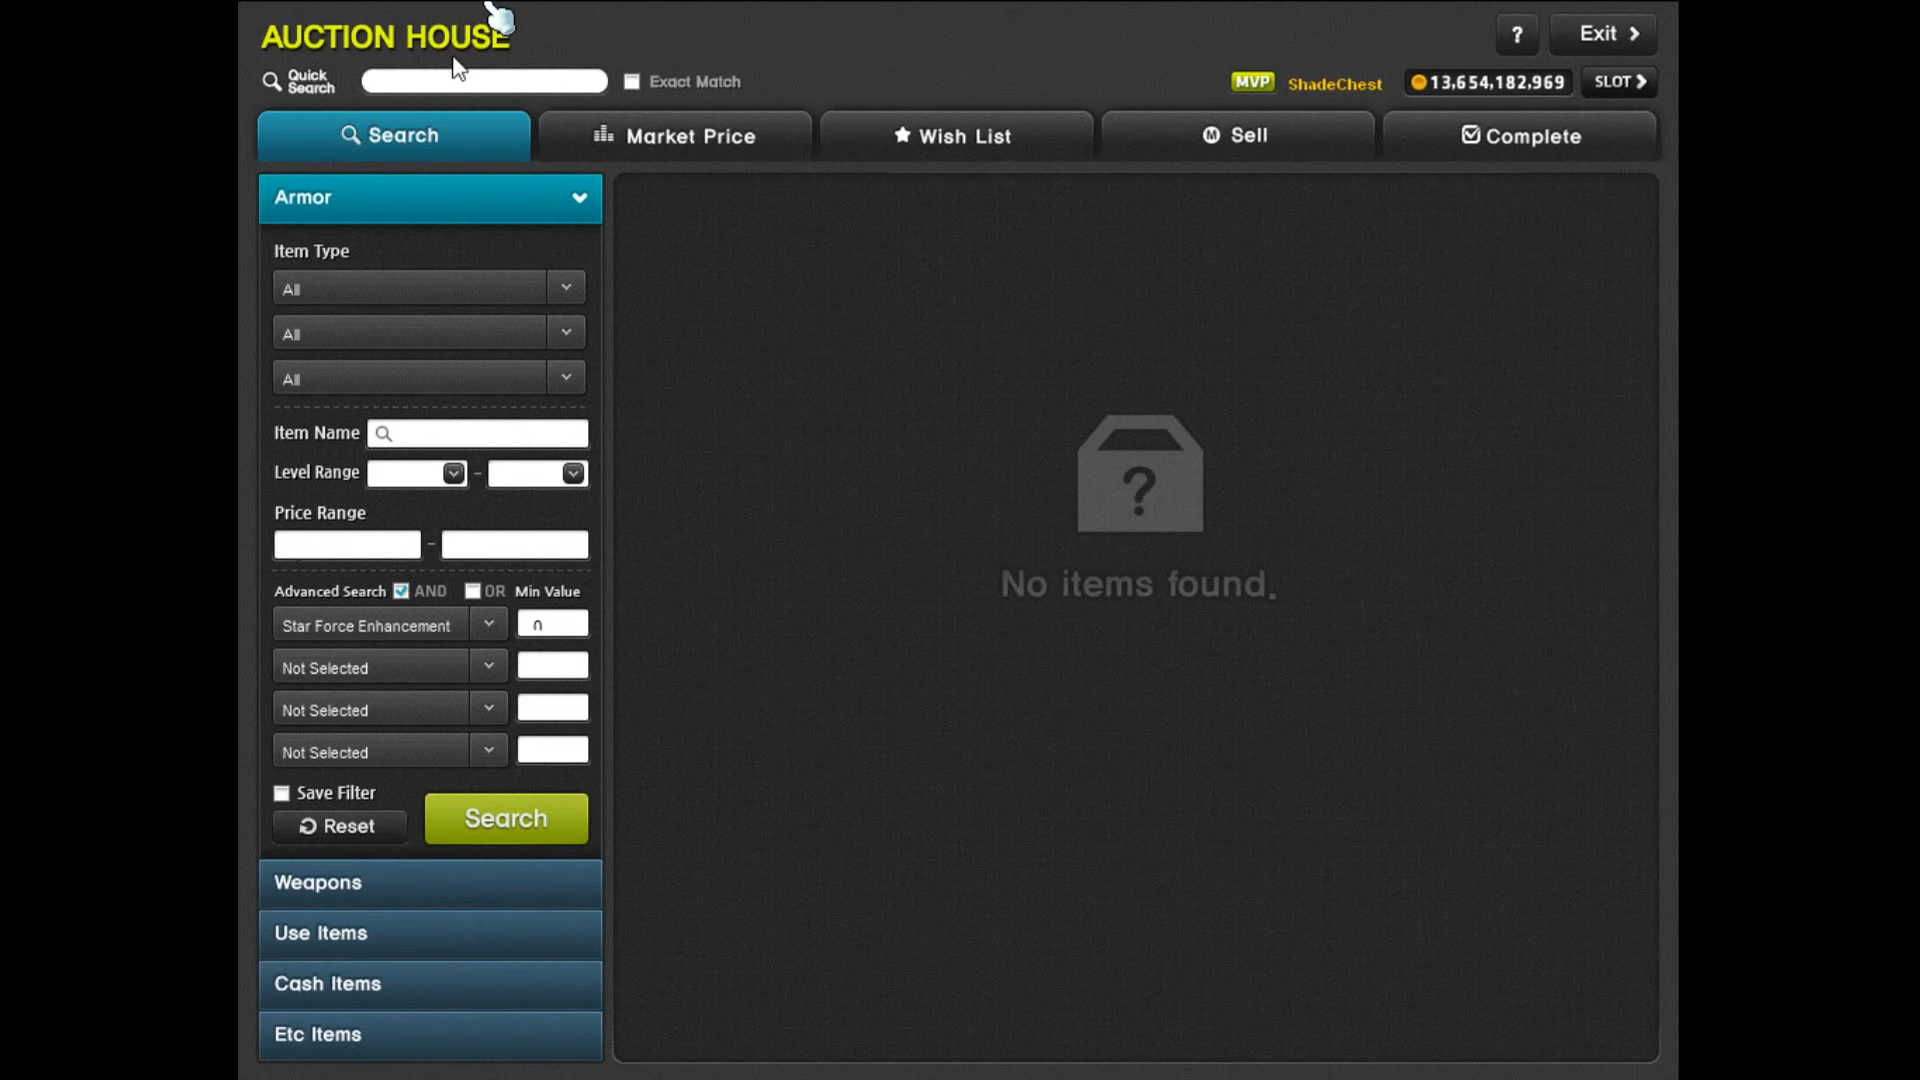 AUCTION HOUSE
? Exit
Quick Search
Exact Match
MVP ShadeChest 13,654,182,969 SLOT
Search
Market Price
Wish List
Sell
Complete
Armor
Item Type
All
All
All
Item Name
Level Range -
Price Range
-
Advanced Search AND OR Min Value
Star Force Enhancement 0
Not Selected
Not Selected
Not Selected
Save Filter
Reset
Search
Weapons
Use Items
Cash Items
Etc Items
?
No items found.